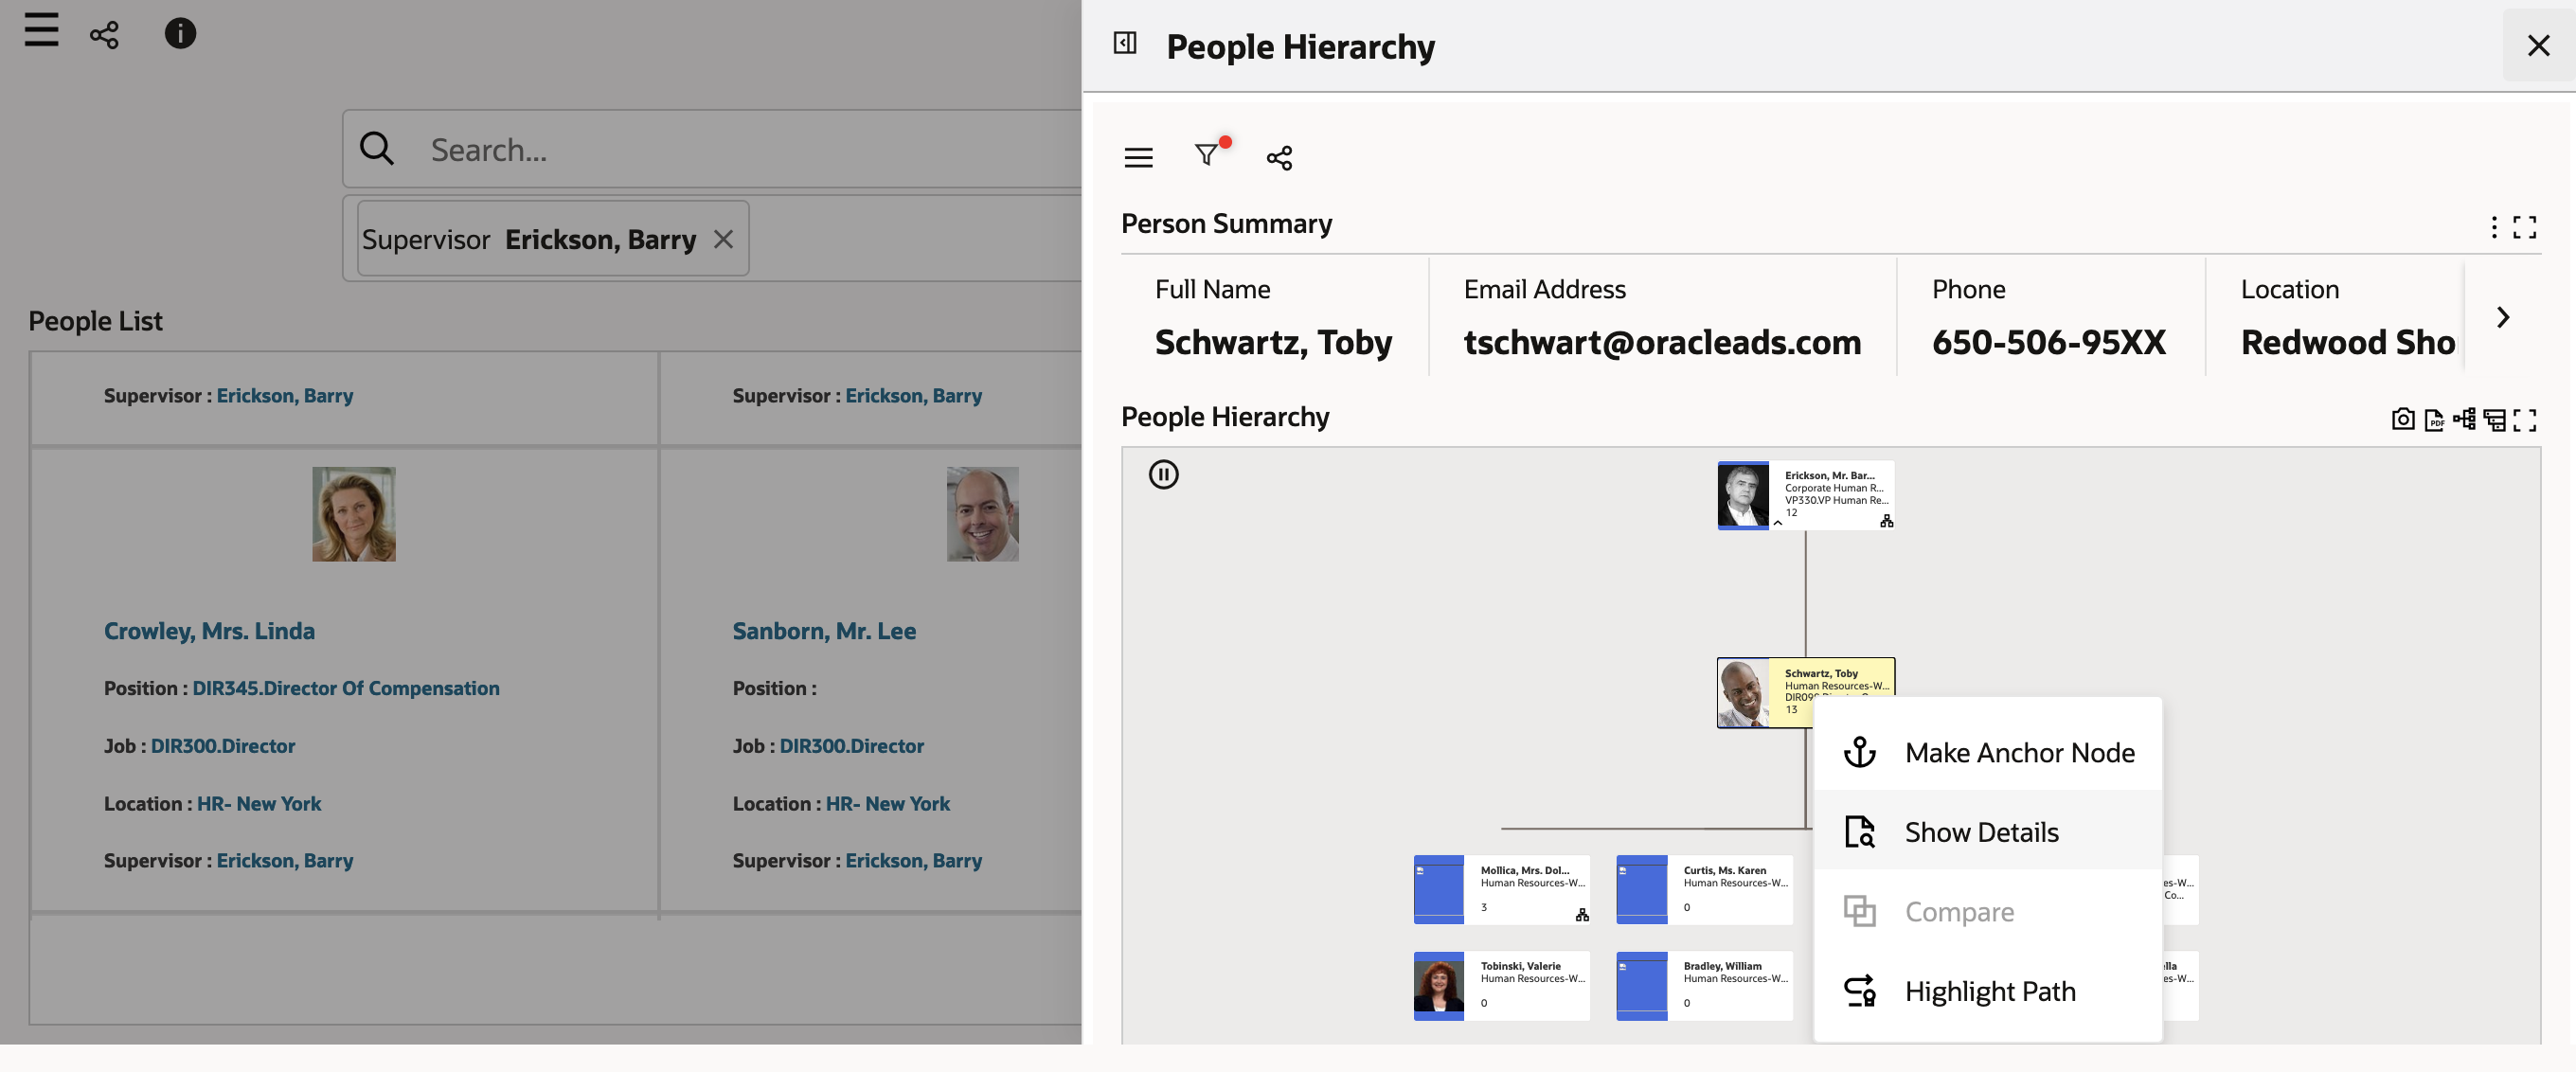 People Hierarchy
Search...
Supervisor Erickson, Barry
People List
Supervisor : Erickson, Barry
Supervisor : Erickson, Barry
Crowley, Mrs. Linda
Position : DIR345.Director Of Compensation
Job : DIR300.Director
Location : HR- New York
Supervisor : Erickson, Barry
Sanborn, Mr. Lee
Position :
Job : DIR300.Director
Location : HR- New York
Supervisor : Erickson, Barry
Person Summary
Full Name
Schwartz, Toby
Email Address
tschwart@oracleads.com
Phone
650-506-95XX
Location
Redwood Sho
People Hierarchy
PDF
Erickson, Mr. Bar...
Corporate Human R...
VP330.VP Human Re...
12
Schwartz, Toby
Human Resources-W...
13
Make Anchor Node
Show Details
Compare
Highlight Path
Mollica, Mrs. Dol...
Human Resources-W...
3
Curtis, Ms. Karen
Human Resources-W...
0
es-W...
Co...
Tobinski, Valerie
Human Resources-W...
0
Bradley, William
Human Resources-W...
0
lla
es-W...